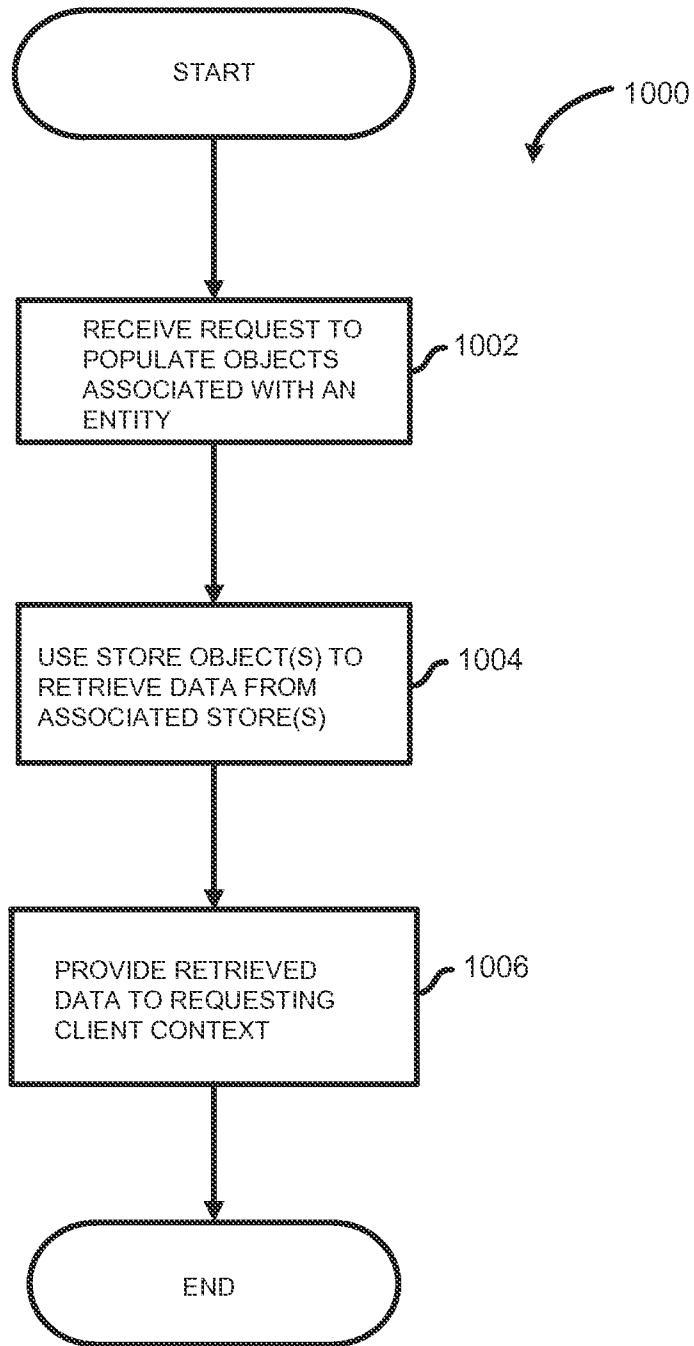 START
1000
RECEIVE REQUEST TO
POPULATE OBJECTS
ASSOCIATED WITH AN
ENTITY
1002
USE STORE OBJECT(S) TO
RETRIEVE DATA FROM
ASSOCIATED STORE(S)
1004
PROVIDE RETRIEVED
DATA TO REQUESTING
CLIENT CONTEXT
1006
END